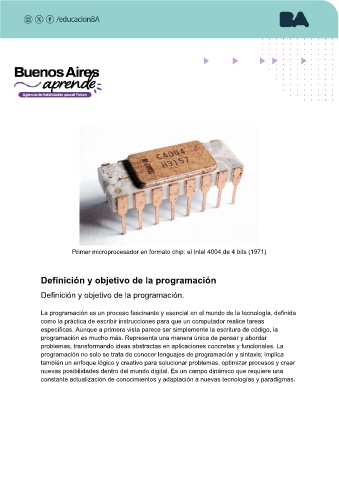 /educacionBA
BA
Buenos Aires
aprende
Agencia de Habilidades para el Futuro
C4004
Primer microprocesador en formato chip: el Intel 4004 de 4 bits (1971)
Definición y objetivo de la programación
Definición y objetivo de la programación.
La programación es un proceso fascinante y esencial en el mundo de la tecnología, definida
como la práctica de escribir instrucciones para que un computador realice tareas
específicas. Aunque a primera vista parece ser simplemente la escritura de código, la
programación es mucho más. Representa una manera única de pensar y abordar
problemas, transformando ideas abstractas en aplicaciones concretas y funcionales. La
programación no solo se trata de conocer lenguajes de programación y sintaxis; implica
también un enfoque lógico y creativo para solucionar problemas, optimizar procesos y crear
nuevas posibilidades dentro del mundo digital. Es un campo dinámico que requiere una
constante actualización de conocimientos y adaptación a nuevas tecnologías y paradigmas.